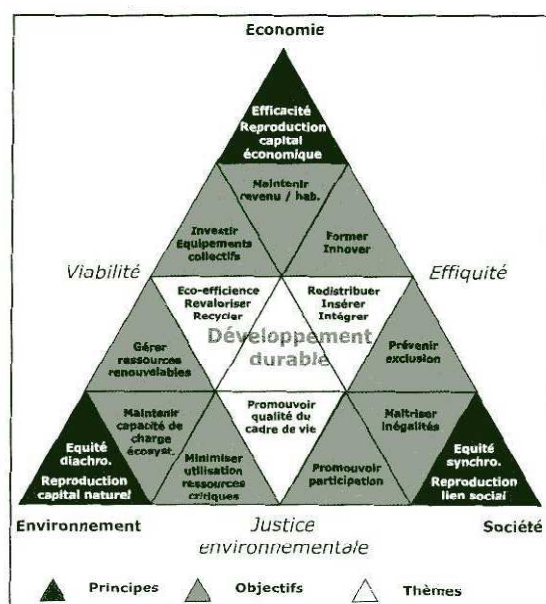 Economie
Efficacité
Reproduction
capital
économique
Maintenir
revenu / hab.
Investir
Equipements
collectifs
Former
Innover
Viabilité
Effiquité
Eco-efficience
Revaloriser
Recycler
Redistribuer
Insérer
Intégrer
Développement
durable
Gérer
ressources
renouvelables
Prévenir
exclusion
Maintenir
capacité de
charge
écosyst.
Promouvoir
qualité du
cadre de vie
Maîtriser
inégalités
Equité
diachro.
Reproduction
capital naturel
Minimiser
utilisation
ressources
critiques
Promouvoir
participation
Equité
synchro.
Reproduction
lien social
Environnement
Justice
environnementale
Société
Principes
Objectifs
Thèmes